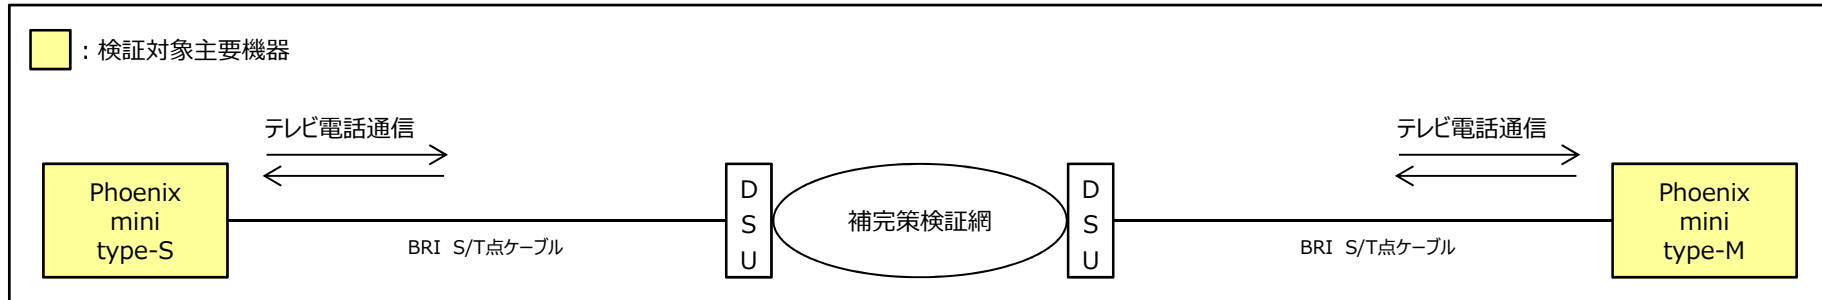 ：検証対象主要機器
テレビ電話通信
テレビ電話通信
Phoenix
mini
type-S
D
S
U
補完策検証網
D
S
U
Phoenix
mini
type-M
BRI S/T点ケーブル
BRI S/T点ケーブル